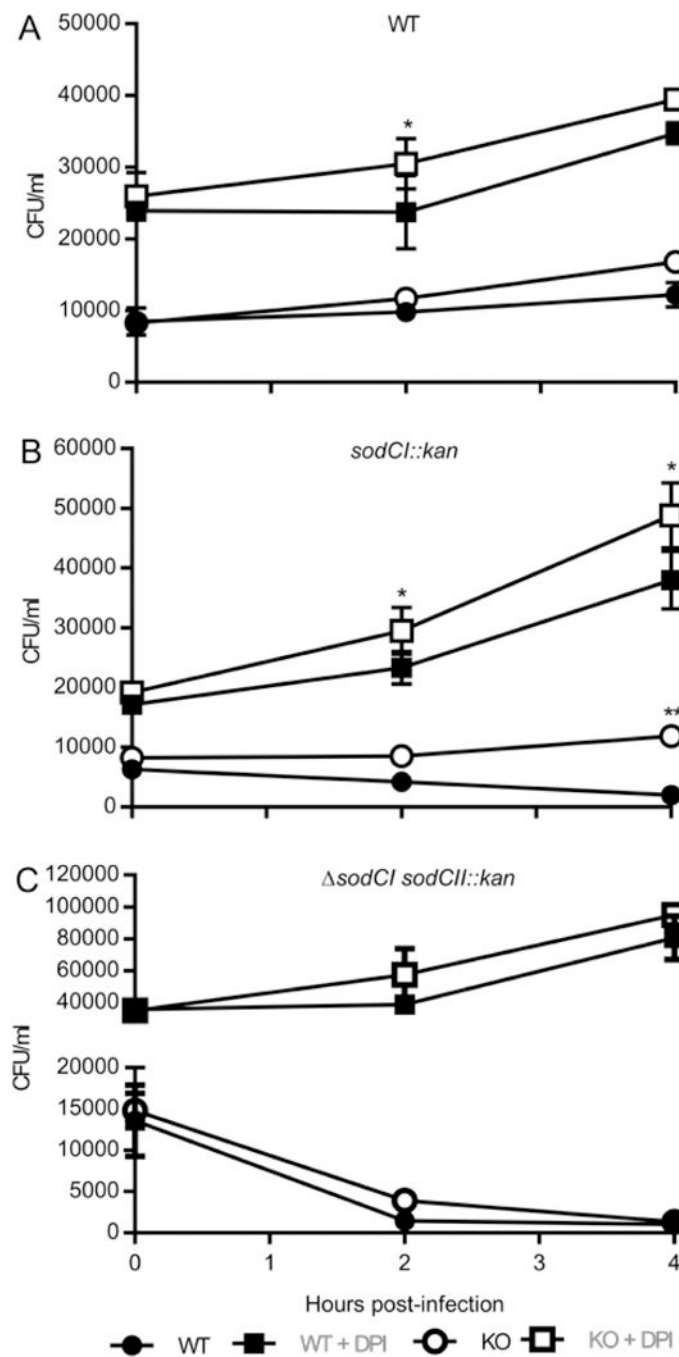 A
WT
50000
*
40000
30000
CFU/ml
20000
10000
0
B
sodCI::kan
60000
*
50000
40000
*
30000
CFU/ml
20000
**
10000
0
C
ΔsodCI sodCII::kan
120000
100000
80000
60000
40000
CFU/ml
20000
15000
10000
5000
0
0 1 2 3 4
Hours post-infection
WT WT + DPI KO KO + DPI